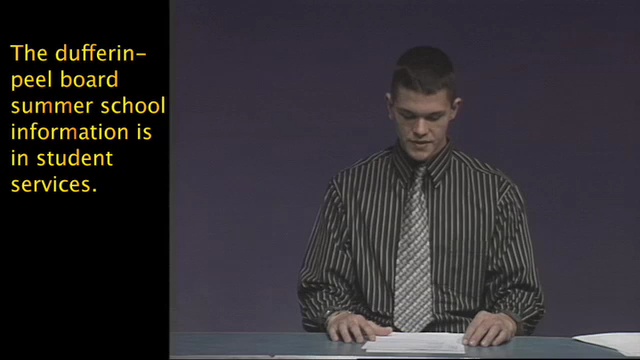 The dufferin-
peel board
summer school
information is
in student
services.